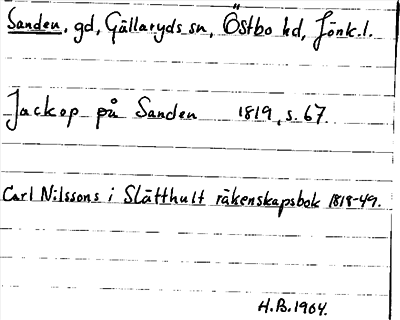 Sanden, gd, Gällaryds sn, Östbo hd, Jönk.l.
Jackop på Sanden 1819, s. 67.
Carl Nilssons i Slätthult räkenskapsbok 1818-49.
H.B. 1964.